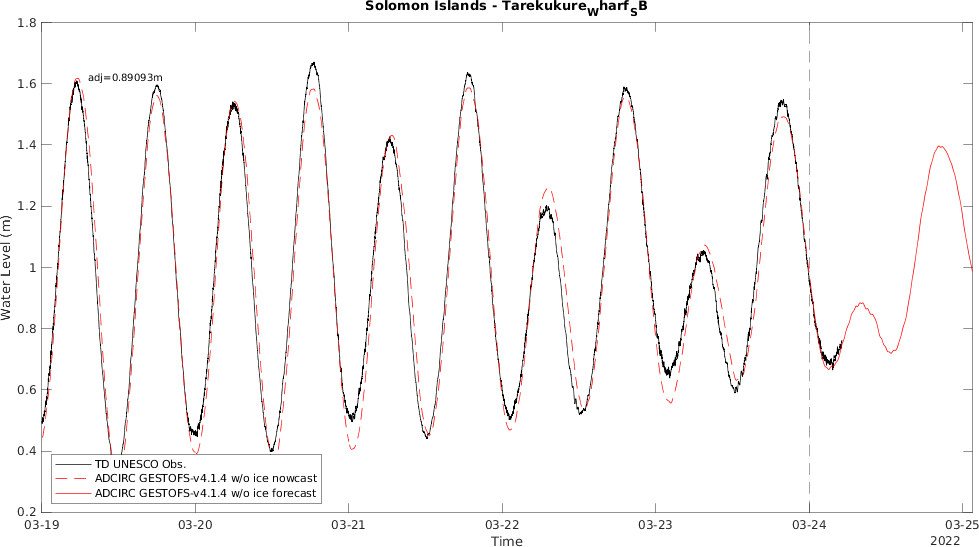 Solomon Islands - TarekukureWharfSB
1.8
adj=0.89093m
1.6
1.4
1.2
1
0.8
0.6
0.4
0.2
Water Level (m)
TD UNESCO Obs.
ADCIRC GESTOFS-v4.1.4 w/o ice nowcast
ADCIRC GESTOFS-v4.1.4 w/o ice forecast
03-19 03-20 03-21 03-22 03-23 03-24 03-25
Time
2022